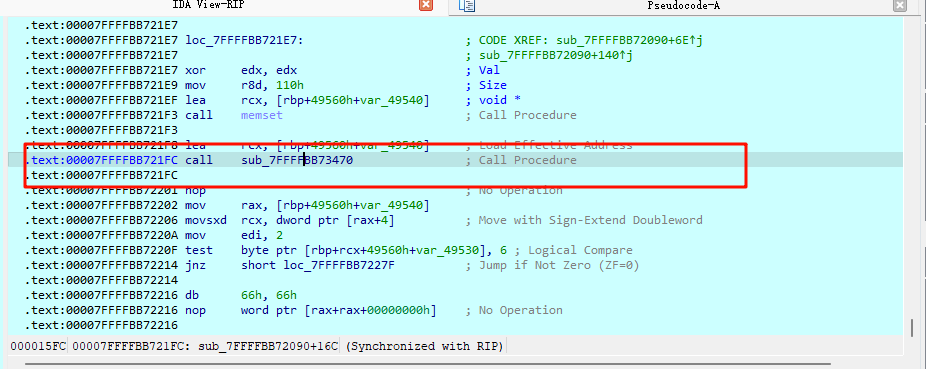 IDA View-RIP Pseudocode-A
.text:00007FFFFBB721E7
.text:00007FFFFBB721E7 loc_7FFFFBB721E7: ; CODE XREF: sub_7FFFFBB72090+6E↑j
.text:00007FFFFBB721E7 ; sub_7FFFFBB72090+140↑j
.text:00007FFFFBB721E7 xor edx, edx ; Val
.text:00007FFFFBB721E9 mov r8d, 110h ; Size
.text:00007FFFFBB721EF lea rcx, [rbp+49560h+var_49540] ; void *
.text:00007FFFFBB721F3 call memset ; Call Procedure
.text:00007FFFFBB721F3
.text:00007FFFFBB721F8 lea rcx, [rbp+49560h+var_49540] ; Load Effective Address
.text:00007FFFFBB721FC call sub_7FFFFBB73470 ; Call Procedure
.text:00007FFFFBB721FC
.text:00007FFFFBB72201 nop ; No Operation
.text:00007FFFFBB72202 mov rax, [rbp+49560h+var_49540]
.text:00007FFFFBB72206 movsxd rcx, dword ptr [rax+4] ; Move with Sign-Extend Doubleword
.text:00007FFFFBB7220A mov edi, 2
.text:00007FFFFBB7220F test byte ptr [rbp+rcx+49560h+var_49530], 6 ; Logical Compare
.text:00007FFFFBB72214 jnz short loc_7FFFFBB7227F ; Jump if Not Zero (ZF=0)
.text:00007FFFFBB72214
.text:00007FFFFBB72216 db 66h, 66h
.text:00007FFFFBB72216 nop word ptr [rax+rax+00000000h] ; No Operation
.text:00007FFFFBB72216
000015FC 00007FFFFBB721FC: sub_7FFFFBB72090+16C (Synchronized with RIP)